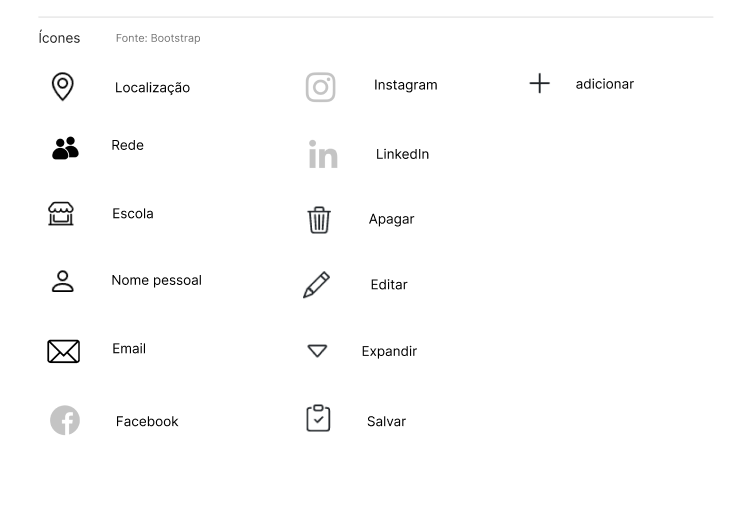 Ícones
Fonte: Bootstrap
Localização
Rede
Escola
Nome pessoal
Email
Facebook
Instagram
LinkedIn
Apagar
Editar
Expandir
Salvar
adicionar